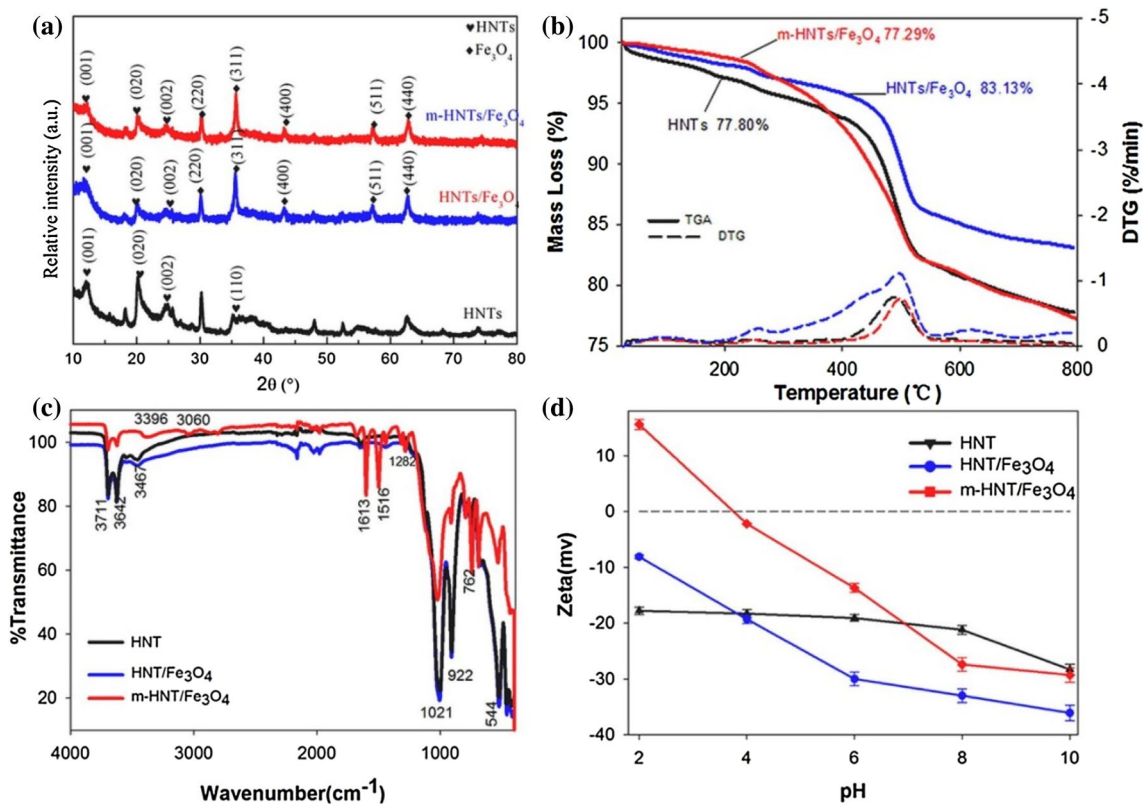 (a)
♥ HNTs
♦ Fe3O4
(001)
(020)
(002)
(220)
(311)
(400)
(511)
(440)
m-HNTs/Fe3O4
(001)
(020)
(002)
(220)
(311)
(400)
(511)
(440)
HNTs/Fe3O
(001)
(020)
(002)
(110)
HNTs
Relative intensity (a.u.)
10 20 30 40 50 60 70 80
2θ (°)
(b)
m-HNTs/Fe3O4 77.29%
HNTs/Fe3O4 83.13%
HNTs 77.80%
TGA
DTG
100
95
90
85
80
75
Mass Loss (%)
-5
-4
-3
-2
-1
0
DTG (%/min)
200 400 600 800
Temperature (℃)
(c)
3396 3060
3711
3642
3467
1613
1516
1282
1021
922
762
544
HNT
HNT/Fe3O4
m-HNT/Fe3O4
100
80
60
40
20
%Transmittance
4000 3000 2000 1000
Wavenumber(cm-1)
(d)
HNT
HNT/Fe3O4
m-HNT/Fe3O4
10
0
-10
-20
-30
-40
Zeta(mv)
2 4 6 8 10
pH